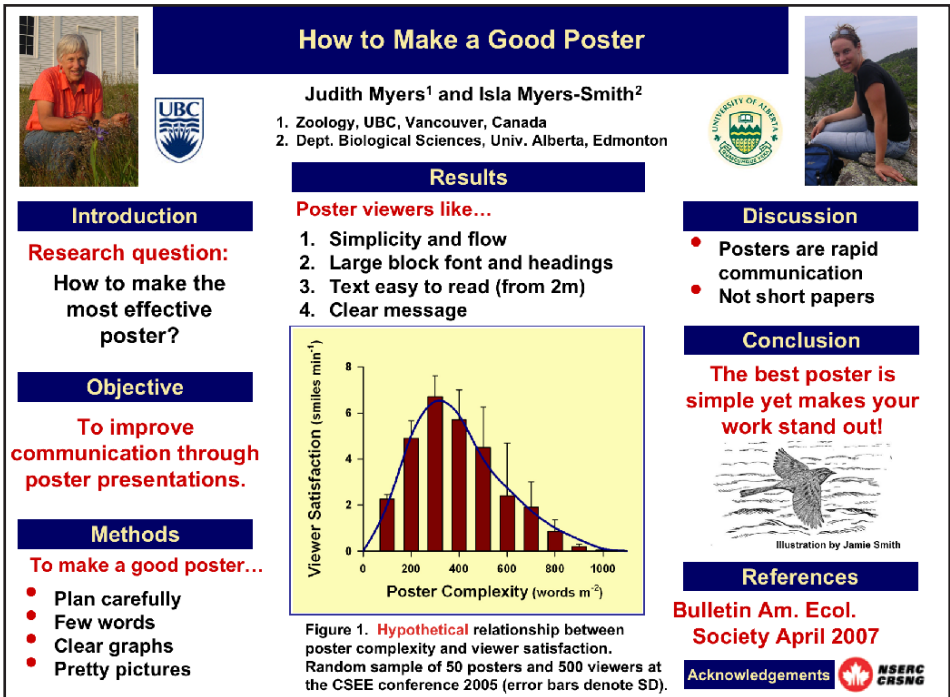 How to Make a Good Poster
Judith Myers1 and Isla Myers-Smith2
1. Zoology, UBC, Vancouver, Canada
2. Dept. Biological Sciences, Univ. Alberta, Edmonton
UBC
UNIVERSITY OF ALBERTA
Introduction
Research question:
How to make the
most effective
poster?
Objective
To improve
communication through
poster presentations.
Methods
To make a good poster…
• Plan carefully
• Few words
• Clear graphs
• Pretty pictures
Results
Poster viewers like…
1. Simplicity and flow
2. Large block font and headings
3. Text easy to read (from 2m)
4. Clear message
Viewer Satisfaction (smiles min-1)
8
6
4
2
0
0 200 400 600 800 1000
Poster Complexity (words m-2)
Figure 1. Hypothetical relationship between
poster complexity and viewer satisfaction.
Random sample of 50 posters and 500 viewers at
the CSEE conference 2005 (error bars denote SD).
Discussion
• Posters are rapid
communication
• Not short papers
Conclusion
The best poster is
simple yet makes your
work stand out!
Illustration by Jamie Smith
References
Bulletin Am. Ecol.
Society April 2007
Acknowledgements
NSERC
CRSNG